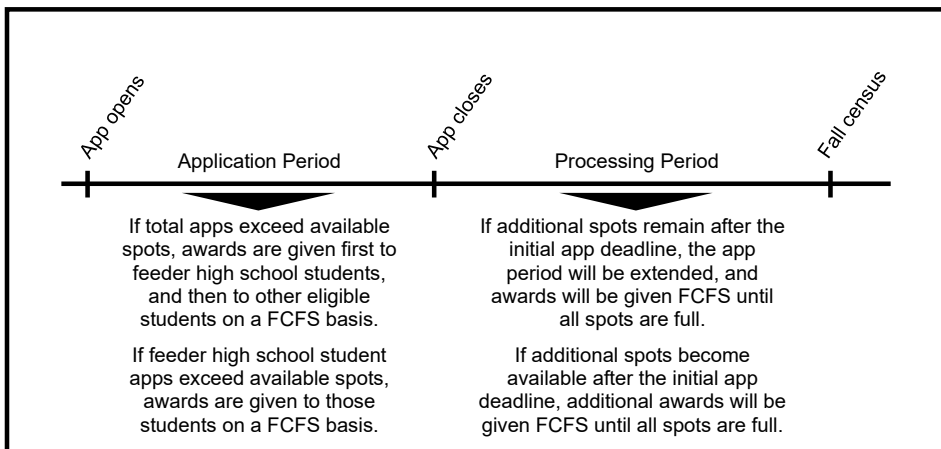 App opens
App closes
Fall census
Application Period
Processing Period
If total apps exceed available
spots, awards are given first to
feeder high school students,
and then to other eligible
students on a FCFS basis.
If feeder high school student
apps exceed available spots,
awards are given to those
students on a FCFS basis.
If additional spots remain after the
initial app deadline, the app
period will be extended, and
awards will be given FCFS until
all spots are full.
If additional spots become
available after the initial app
deadline, additional awards will be
given FCFS until all spots are full.